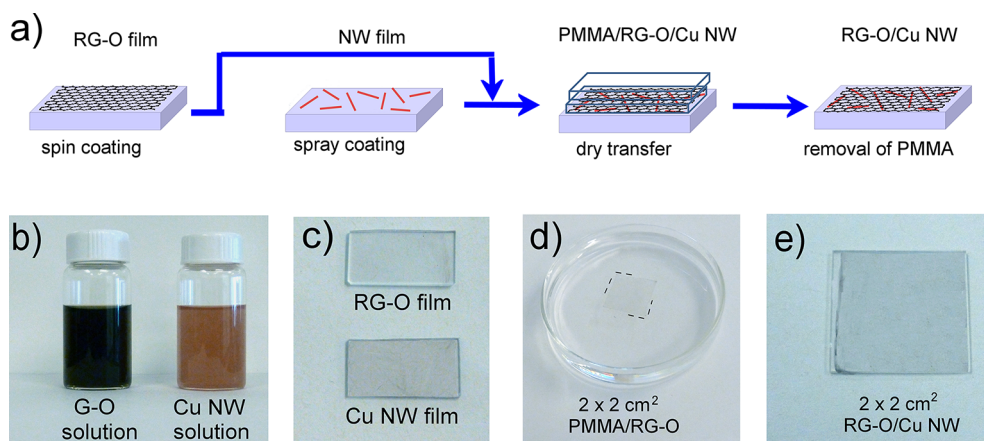 a)
RG-O film
NW film
PMMA/RG-O/Cu NW
RG-O/Cu NW
spin coating
spray coating
dry transfer
removal of PMMA
b)
c)
d)
e)
G-O
solution
Cu NW
solution
RG-O film
Cu NW film
2 x 2 cm²
PMMA/RG-O
2 x 2 cm²
RG-O/Cu NW